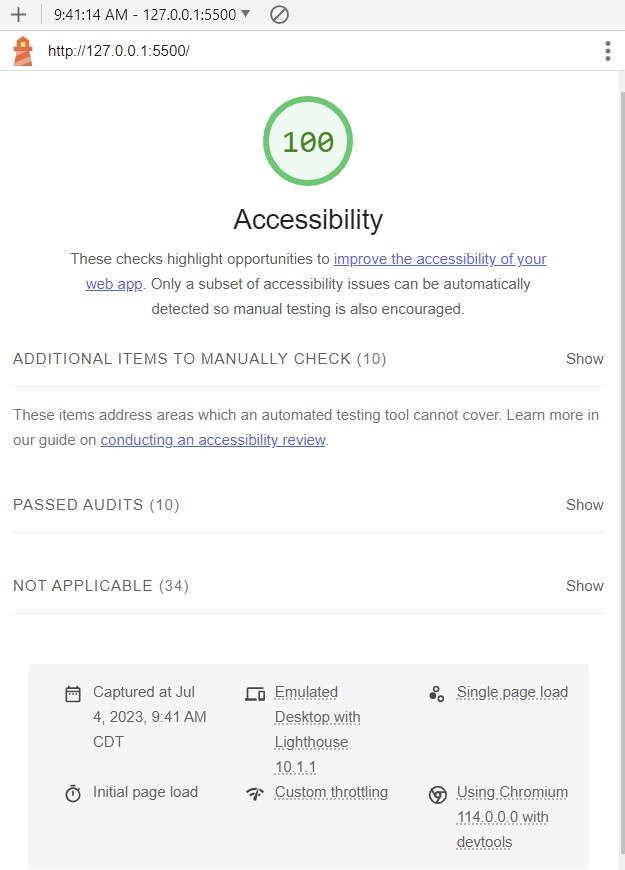 9:41:14 AM - 127.0.0.1:5500
http://127.0.0.1:5500/
100
Accessibility
These checks highlight opportunities to improve the accessibility of your
web app. Only a subset of accessibility issues can be automatically
detected so manual testing is also encouraged.
ADDITIONAL ITEMS TO MANUALLY CHECK (10)
Show
These items address areas which an automated testing tool cannot cover. Learn more in
our guide on conducting an accessibility review.
PASSED AUDITS (10)
Show
NOT APPLICABLE (34)
Show
Captured at Jul
4, 2023, 9:41 AM
CDT
Emulated
Desktop with
Lighthouse
10.1.1
Single page load
Initial page load
Custom throttling
Using Chromium
114.0.0.0 with
devtools